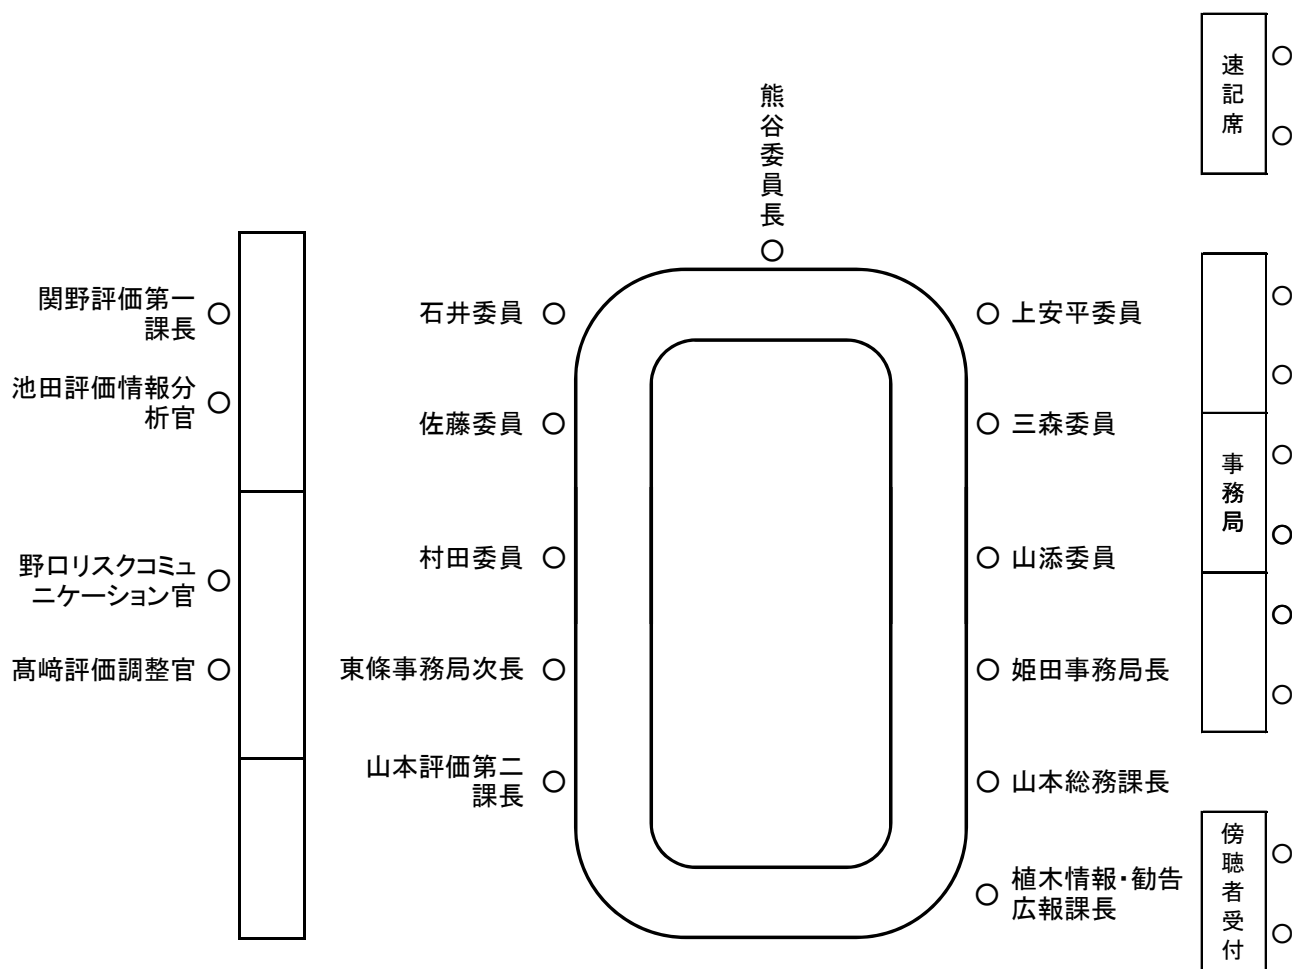 速記席
熊谷委員長
関野評価第一
課長
石井委員
上安平委員
池田評価情報分
析官
佐藤委員
三森委員
事務局
野口リスクコミュ
ニケーション官
村田委員
山添委員
髙﨑評価調整官
東條事務局次長
姫田事務局長
山本評価第二
課長
山本総務課長
植木情報・勧告
広報課長
傍聴者受付